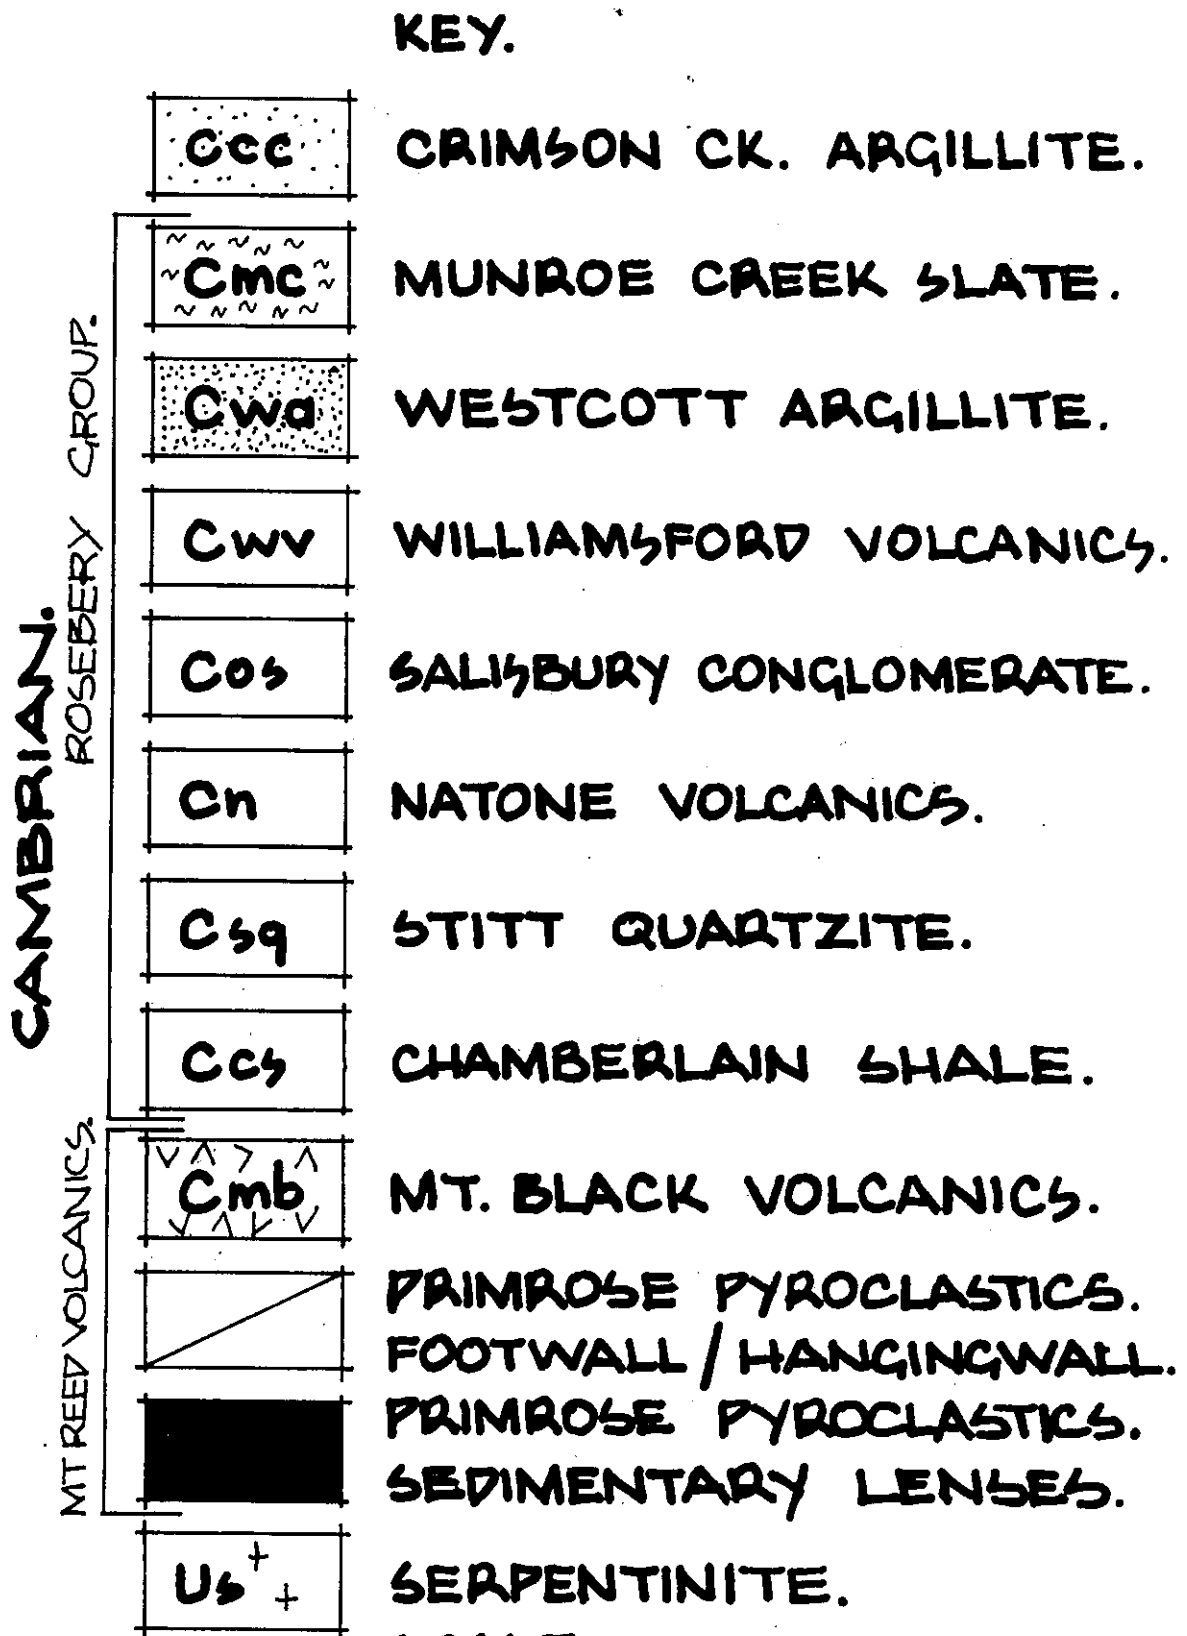 KEY.
Ccc CRIMSON CK. ARGILLITE.
Cmc MUNROE CREEK SLATE.
Cwa WESTCOTT ARGILLITE.
Cwv WILLIAMSFORD VOLCANICS.
Cos SALISBURY CONGLOMERATE.
Cn NATONE VOLCANICS.
Csq STITT QUARTZITE.
Ccs CHAMBERLAIN SHALE.
Cmb MT. BLACK VOLCANICS.
PRIMROSE PYROCLASTICS.
FOOTWALL / HANGINGWALL.
PRIMROSE PYROCLASTICS.
SEDIMENTARY LENSES.
Us SERPENTINITE.
CAMBRIAN.
ROSEBERY GROUP.
MT REED VOLCANICS.